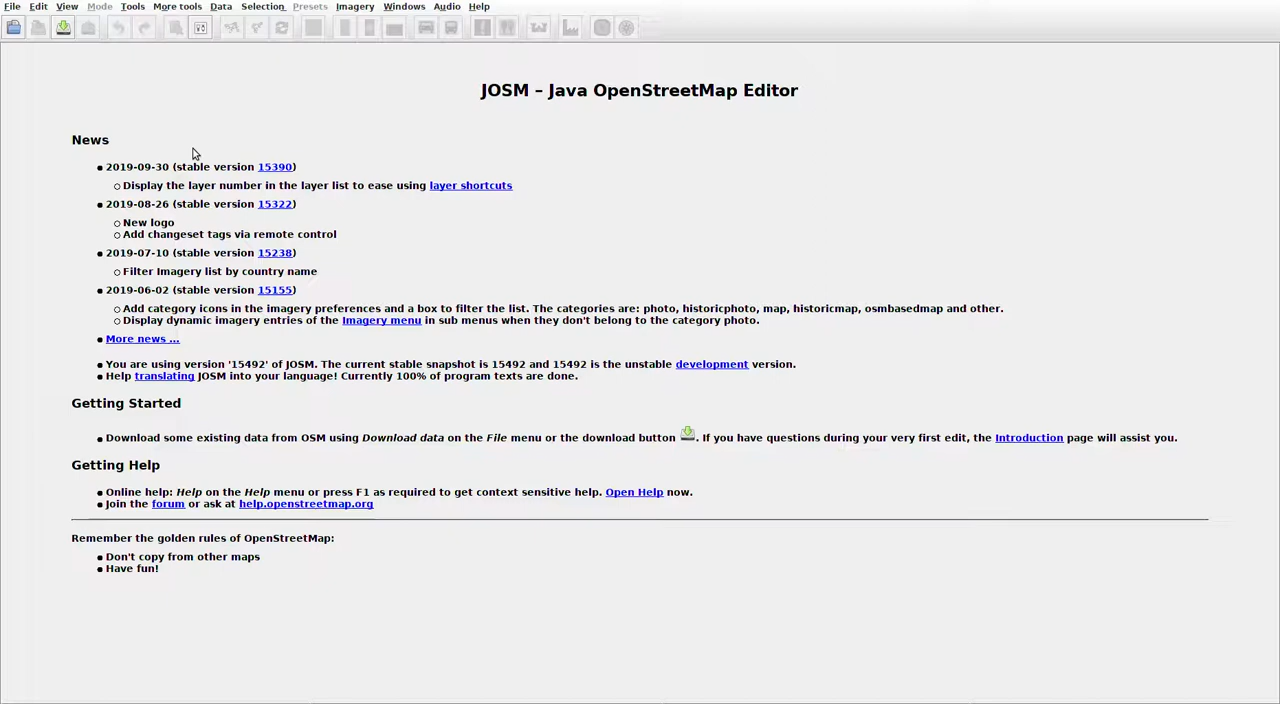 File Edit View Mode Tools More tools Data Selection Presets Imagery Windows Audio Help
JOSM – Java OpenStreetMap Editor
News
2019-09-30 (stable version 15390)
Display the layer number in the layer list to ease using layer shortcuts
2019-08-26 (stable version 15322)
New logo
Add changeset tags via remote control
2019-07-10 (stable version 15238)
Filter Imagery list by country name
2019-06-02 (stable version 15155)
Add category icons in the imagery preferences and a box to filter the list. The categories are: photo, historicphoto, map, historicmap, osmbasedmap and other.
Display dynamic imagery entries of the Imagery menu in sub menus when they don't belong to the category photo.
More news ...
You are using version '15492' of JOSM. The current stable snapshot is 15492 and 15492 is the unstable development version.
Help translating JOSM into your language! Currently 100% of program texts are done.
Getting Started
Download some existing data from OSM using Download data on the File menu or the download button . If you have questions during your very first edit, the Introduction page will assist you.
Getting Help
Online help: Help on the Help menu or press F1 as required to get context sensitive help. Open Help now.
Join the forum or ask at help.openstreetmap.org
Remember the golden rules of OpenStreetMap:
Don't copy from other maps
Have fun!